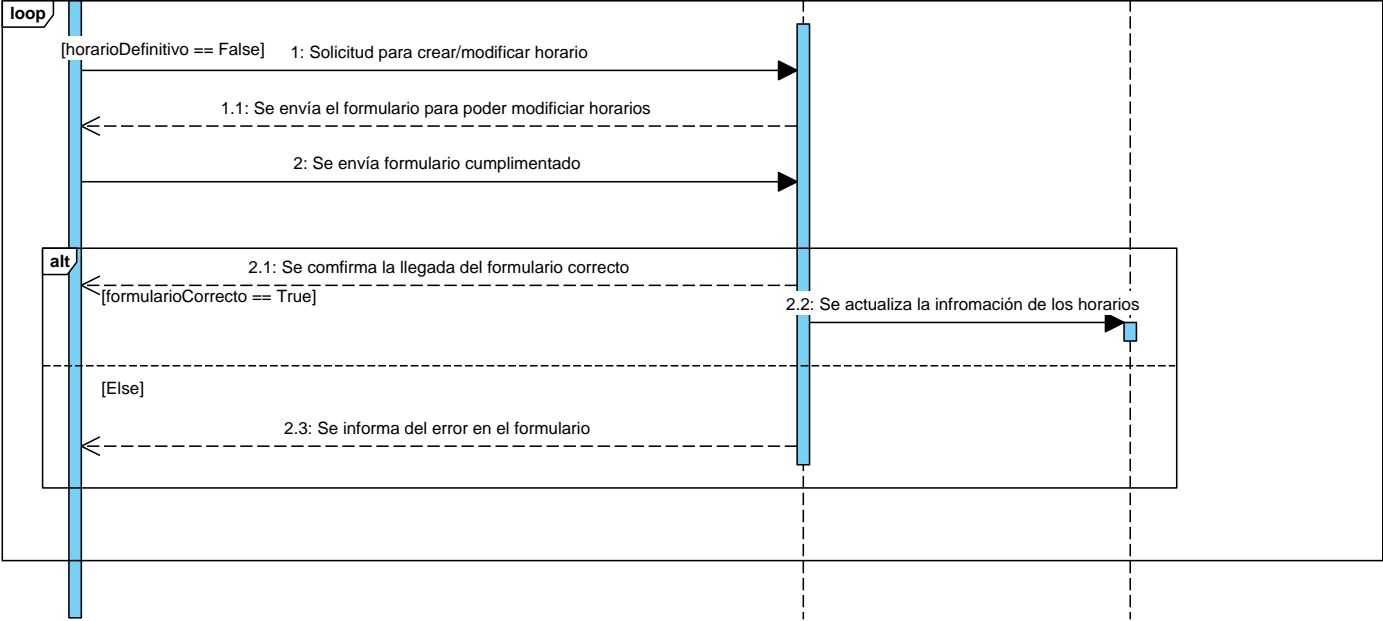 loop
[horarioDefinitivo == False]
1: Solicitud para crear/modificar horario
1.1: Se envía el formulario para poder modificiar horarios
2: Se envía formulario cumplimentado
alt
2.1: Se comfirma la llegada del formulario correcto
[formularioCorrecto == True]
2.2: Se actualiza la infromación de los horarios
[Else]
2.3: Se informa del error en el formulario